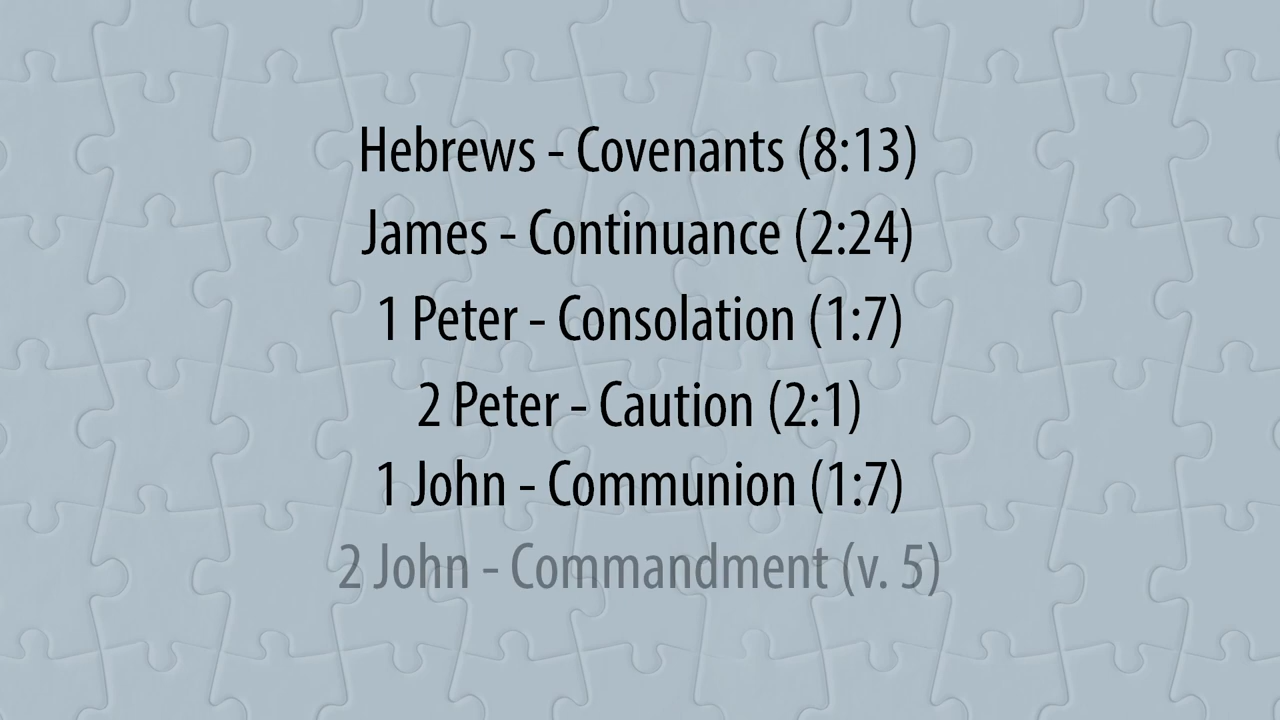 Hebrews - Covenants (8:13)
James - Continuance (2:24)
1 Peter - Consolation (1:7)
2 Peter - Caution (2:1)
1 John - Communion (1:7)
2 John - Commandment (v. 5)